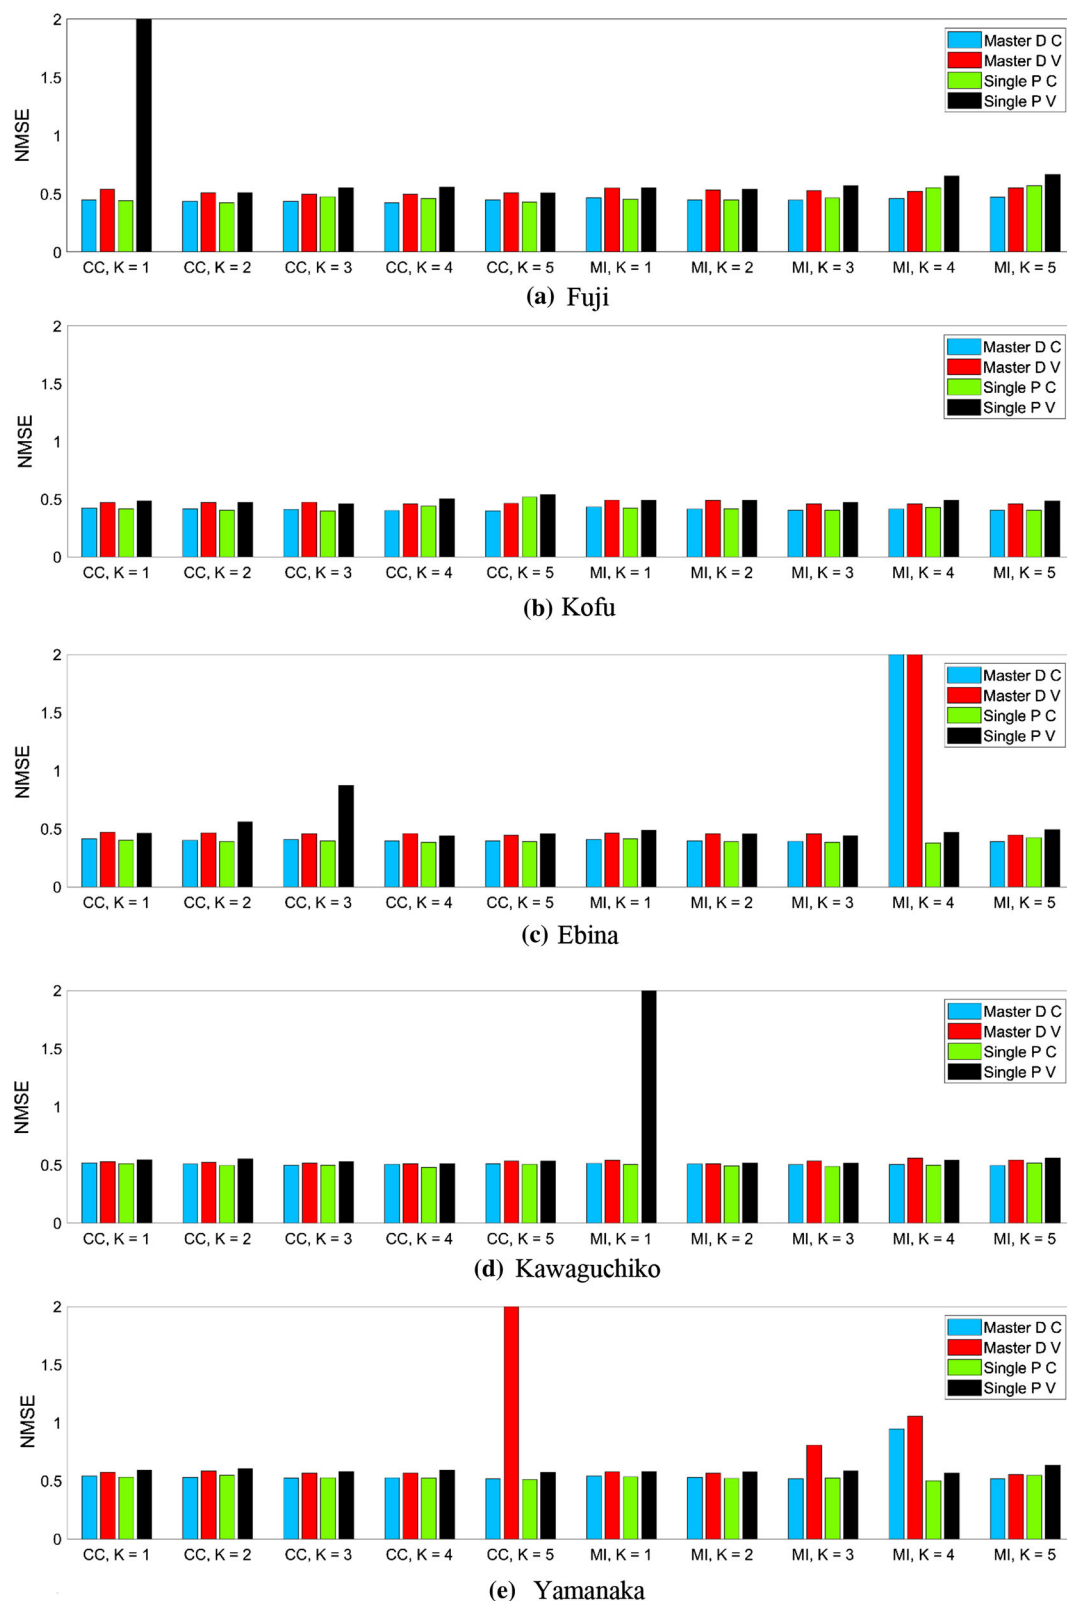 2
1.5
1
0.5
0
NMSE
Master D C
Master D V
Single P C
Single P V
CC, K = 1 CC, K = 2 CC, K = 3 CC, K = 4 CC, K = 5 MI, K = 1 MI, K = 2 MI, K = 3 MI, K = 4 MI, K = 5
(a) Fuji
2
1.5
1
0.5
0
NMSE
Master D C
Master D V
Single P C
Single P V
CC, K = 1 CC, K = 2 CC, K = 3 CC, K = 4 CC, K = 5 MI, K = 1 MI, K = 2 MI, K = 3 MI, K = 4 MI, K = 5
(b) Kofu
2
1.5
1
0.5
0
NMSE
Master D C
Master D V
Single P C
Single P V
CC, K = 1 CC, K = 2 CC, K = 3 CC, K = 4 CC, K = 5 MI, K = 1 MI, K = 2 MI, K = 3 MI, K = 4 MI, K = 5
(c) Ebina
2
1.5
1
0.5
0
NMSE
Master D C
Master D V
Single P C
Single P V
CC, K = 1 CC, K = 2 CC, K = 3 CC, K = 4 CC, K = 5 MI, K = 1 MI, K = 2 MI, K = 3 MI, K = 4 MI, K = 5
(d) Kawaguchiko
2
1.5
1
0.5
0
NMSE
Master D C
Master D V
Single P C
Single P V
CC, K = 1 CC, K = 2 CC, K = 3 CC, K = 4 CC, K = 5 MI, K = 1 MI, K = 2 MI, K = 3 MI, K = 4 MI, K = 5
(e) Yamanaka